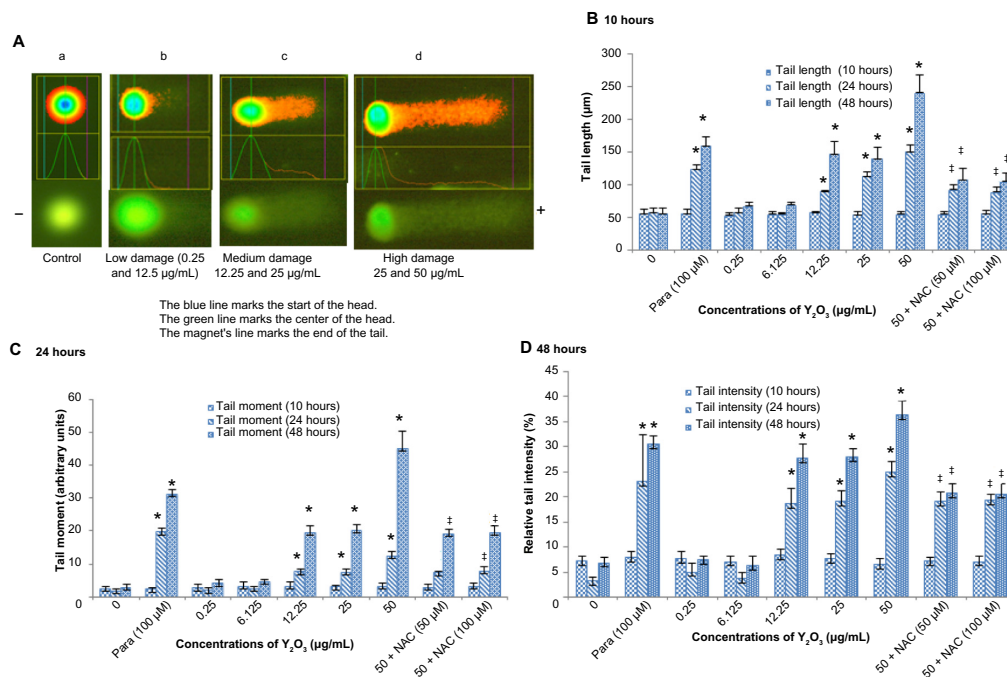 A
a
b
c
d
–
+
Control
Low damage (0.25
and 12.5 µg/mL)
Medium damage
12.25 and 25 µg/mL
High damage
25 and 50 µg/mL
The blue line marks the start of the head.
The green line marks the center of the head.
The magnet's line marks the end of the tail.
B 10 hours
Tail length (µm)
300
250
200
150
100
50
0
Tail length (10 hours)
Tail length (24 hours)
Tail length (48 hours)
* * * * * * * * ‡ ‡ ‡ ‡
0
Para (100 µM)
0.25
6.125
12.25
25
50
50 + NAC (50 µM)
50 + NAC (100 µM)
Concentrations of Y2O3 (µg/mL)
C 24 hours
Tail moment (arbitrary units)
60
50
40
30
20
10
0
Tail moment (10 hours)
Tail moment (24 hours)
Tail moment (48 hours)
* * * * * * * * ‡ ‡ ‡
0
Para (100 µM)
0.25
6.125
12.25
25
50
50 + NAC (50 µM)
50 + NAC (100 µM)
Concentrations of Y2O3 (µg/mL)
D 48 hours
Relative tail intensity (%)
45
40
35
30
25
20
15
10
5
0
Tail intensity (10 hours)
Tail intensity (24 hours)
Tail intensity (48 hours)
* * * * * * * * ‡ ‡ ‡ ‡
0
Para (100 µM)
0.25
6.125
12.25
25
50
50 + NAC (50 µM)
50 + NAC (100 µM)
Concentrations of Y2O3 (µg/mL)